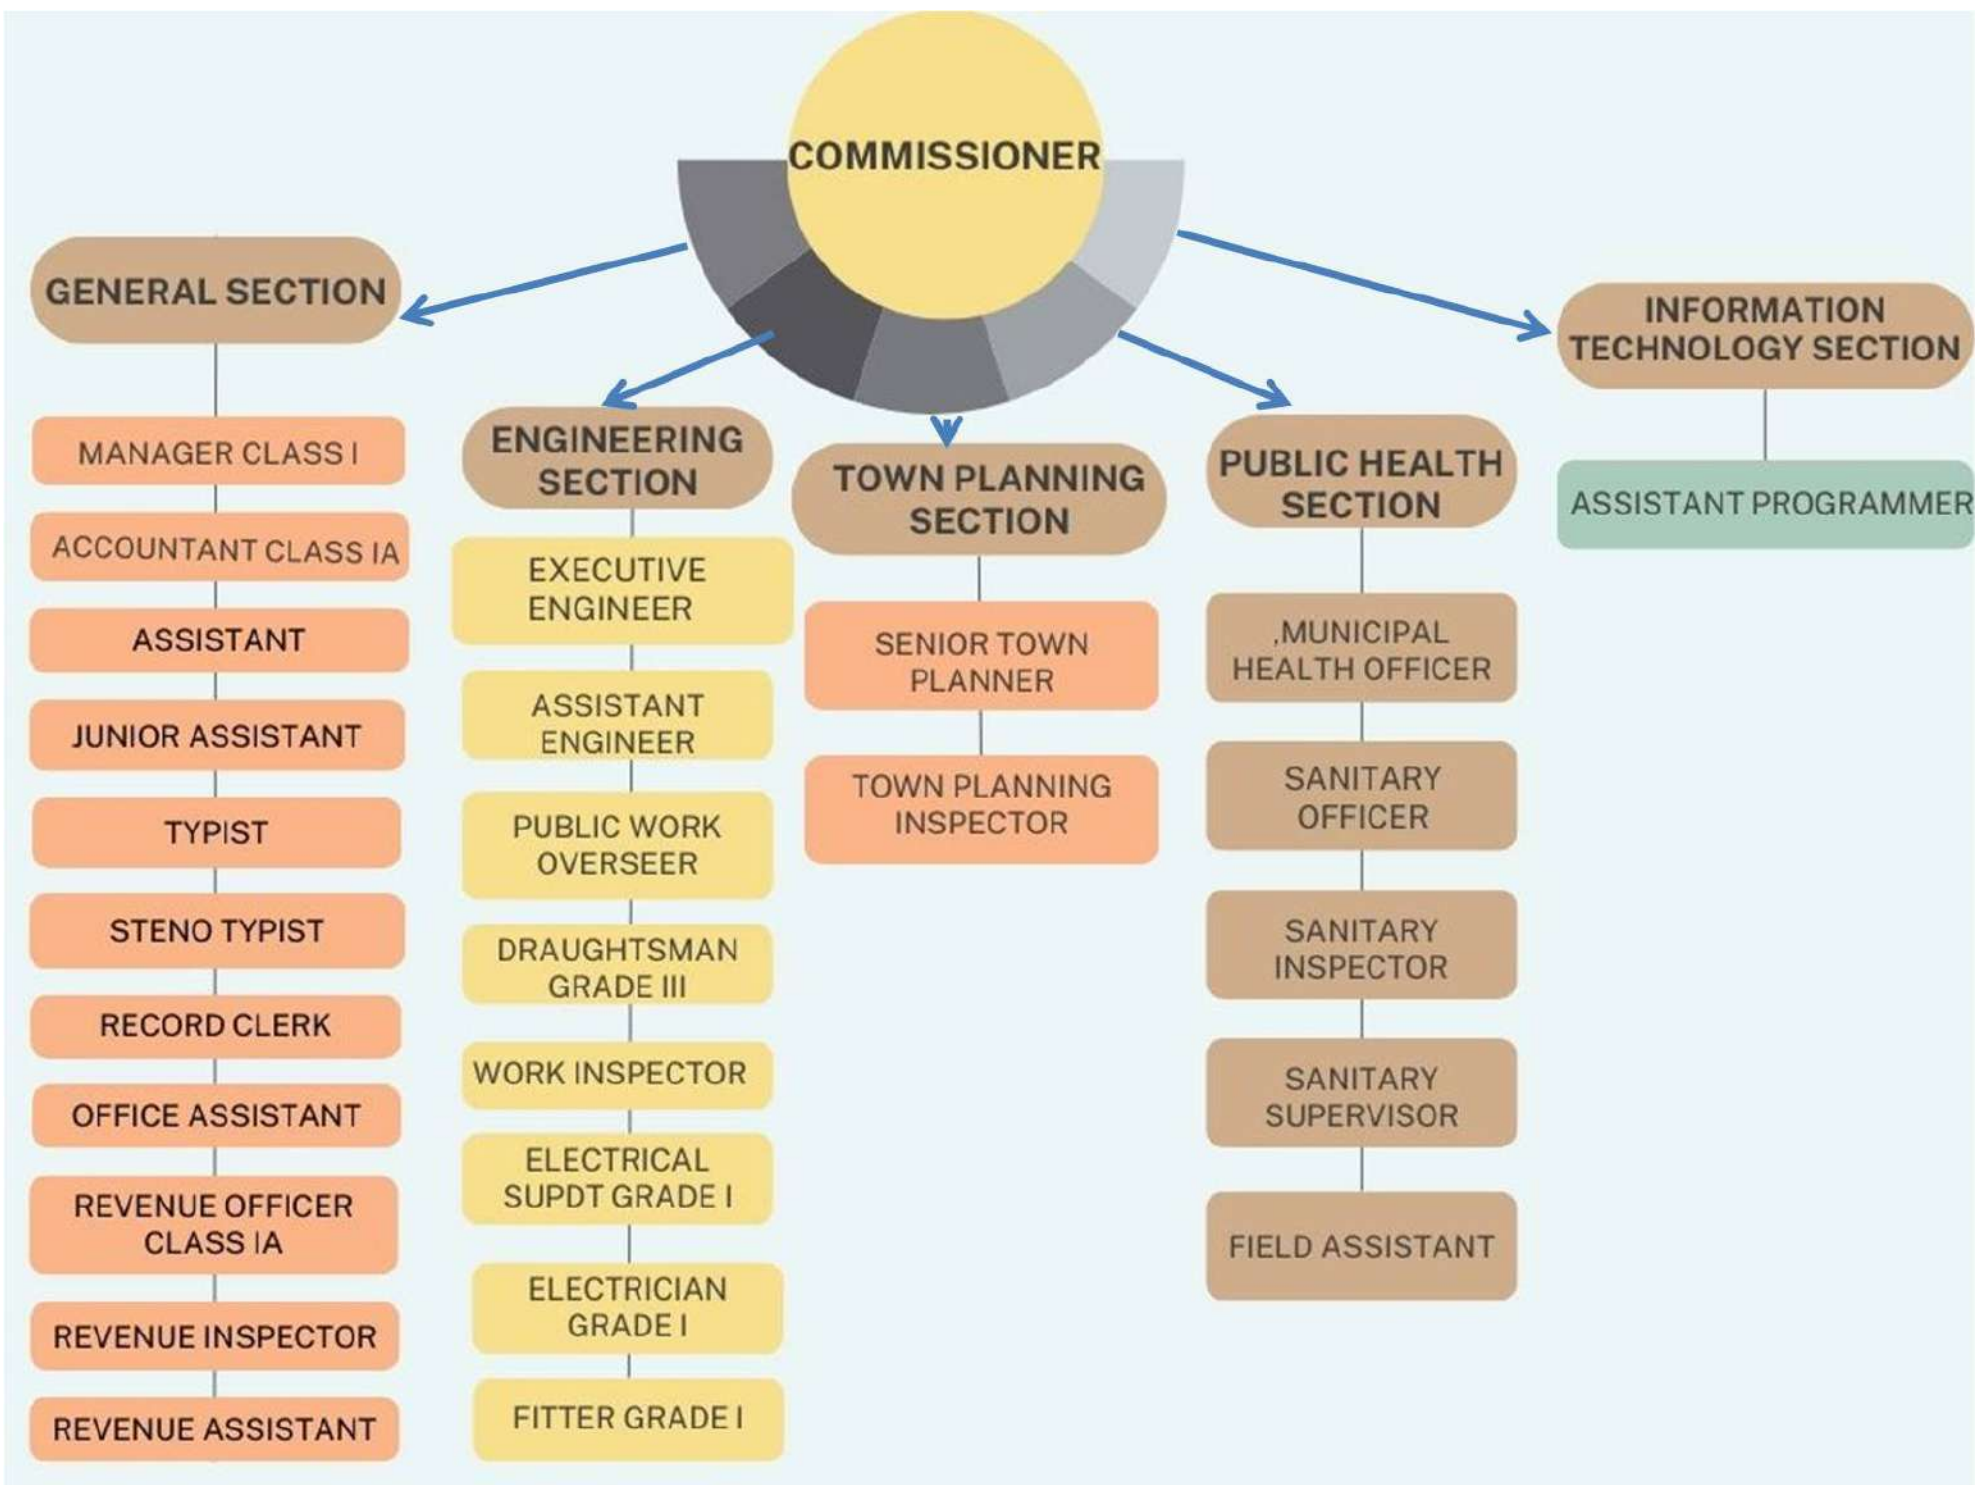 COMMISSIONER
GENERAL SECTION
MANAGER CLASS I
ACCOUNTANT CLASS IA
ASSISTANT
JUNIOR ASSISTANT
TYPIST
STENO TYPIST
RECORD CLERK
OFFICE ASSISTANT
REVENUE OFFICER
CLASS IA
REVENUE INSPECTOR
REVENUE ASSISTANT
ENGINEERING
SECTION
EXECUTIVE
ENGINEER
ASSISTANT
ENGINEER
PUBLIC WORK
OVERSEER
DRAUGHTSMAN
GRADE III
WORK INSPECTOR
ELECTRICAL
SUPDT GRADE I
ELECTRICIAN
GRADE I
FITTER GRADE I
TOWN PLANNING
SECTION
SENIOR TOWN
PLANNER
TOWN PLANNING
INSPECTOR
PUBLIC HEALTH
SECTION
,MUNICIPAL
HEALTH OFFICER
SANITARY
OFFICER
SANITARY
INSPECTOR
SANITARY
SUPERVISOR
FIELD ASSISTANT
INFORMATION
TECHNOLOGY SECTION
ASSISTANT PROGRAMMER